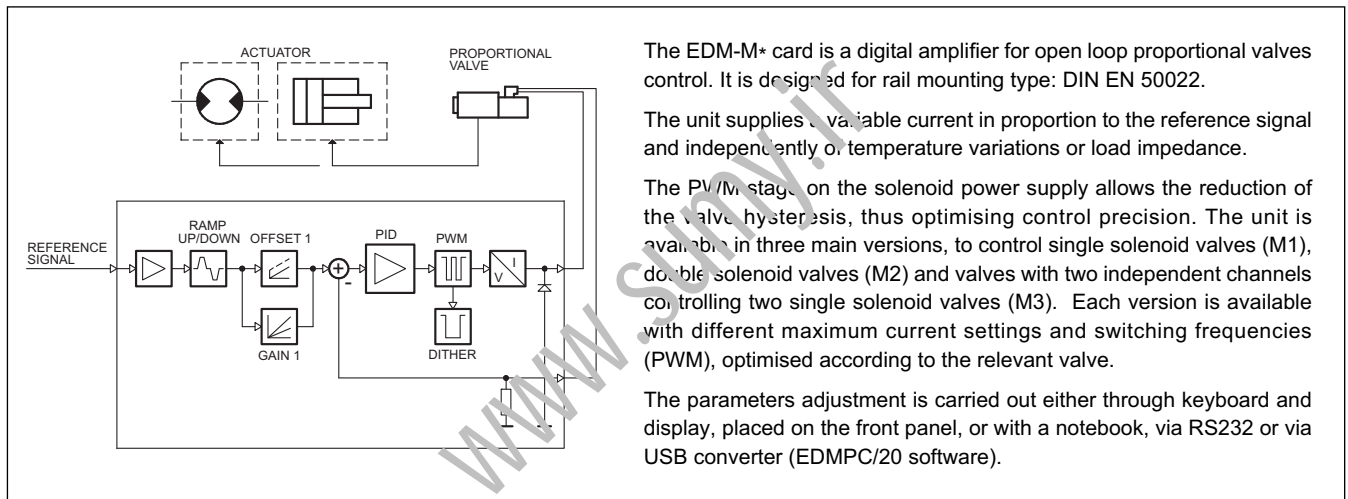 ACTUATOR
PROPORTIONAL
VALVE
REFERENCE
SIGNAL
RAMP
UP/DOWN
OFFSET 1
PID
PWM
I
V
+
-
GAIN 1
DITHER
The EDM-M* card is a digital amplifier for open loop proportional valves
control. It is designed for rail mounting type: DIN EN 50022.
The unit supplies a variable current in proportion to the reference signal
and independently of temperature variations or load impedance.
The PWM stage on the solenoid power supply allows the reduction of
the valve hysteresis, thus optimising control precision. The unit is
available in three main versions, to control single solenoid valves (M1),
double solenoid valves (M2) and valves with two independent channels
controlling two single solenoid valves (M3). Each version is available
with different maximum current settings and switching frequencies
(PWM), optimised according to the relevant valve.
The parameters adjustment is carried out either through keyboard and
display, placed on the front panel, or with a notebook, via RS232 or via
USB converter (EDMPC/20 software).
www.sumy.ir